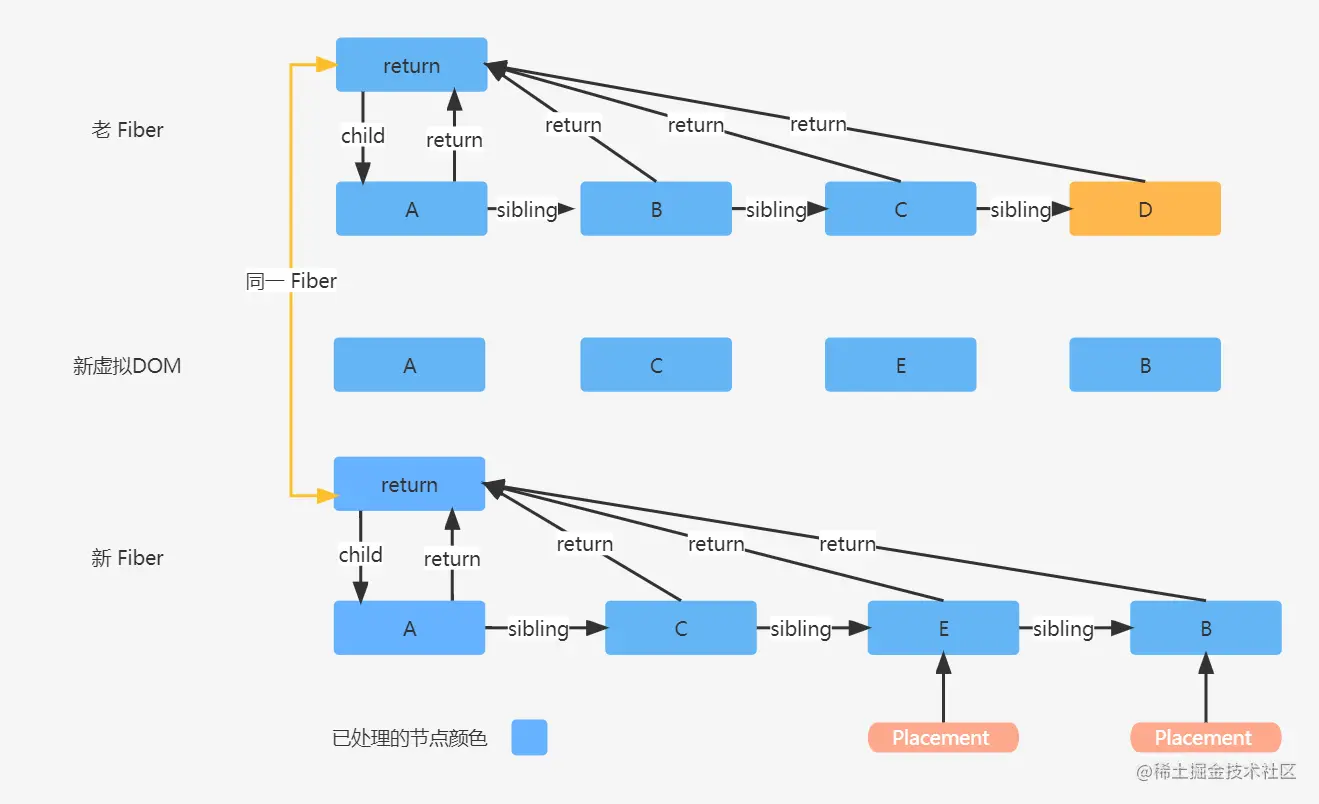 return
老 Fiber
child
return
return
return
return
A
sibling
B
sibling
C
sibling
D
同一 Fiber
新虚拟DOM
A
C
E
B
return
新 Fiber
child
return
return
return
return
A
sibling
C
sibling
E
sibling
B
已处理的节点颜色
Placement
Placement
@稀土掘金技术社区